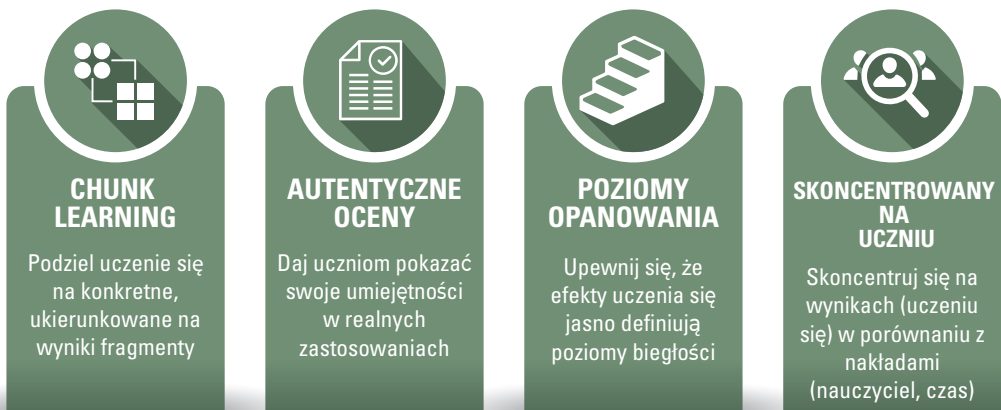 CHUNK
LEARNING
Podziel uczenie się
na konkretne,
ukierunkowane na
wyniki fragmenty
AUTENTYCZNE
OCENY
Daj uczniom pokazać
swoje umiejętności
w realnych
zastosowaniach
POZIOMY
OPANOWANIA
Upewnij się, że
efekty uczenia się
jasno definiują
poziomy biegłości
SKONCENTROWANY
NA
UCZNIU
Skoncentruj się na
wynikach (uczeniu
się) w porównaniu z
nakładami
(nauczyciel, czas)